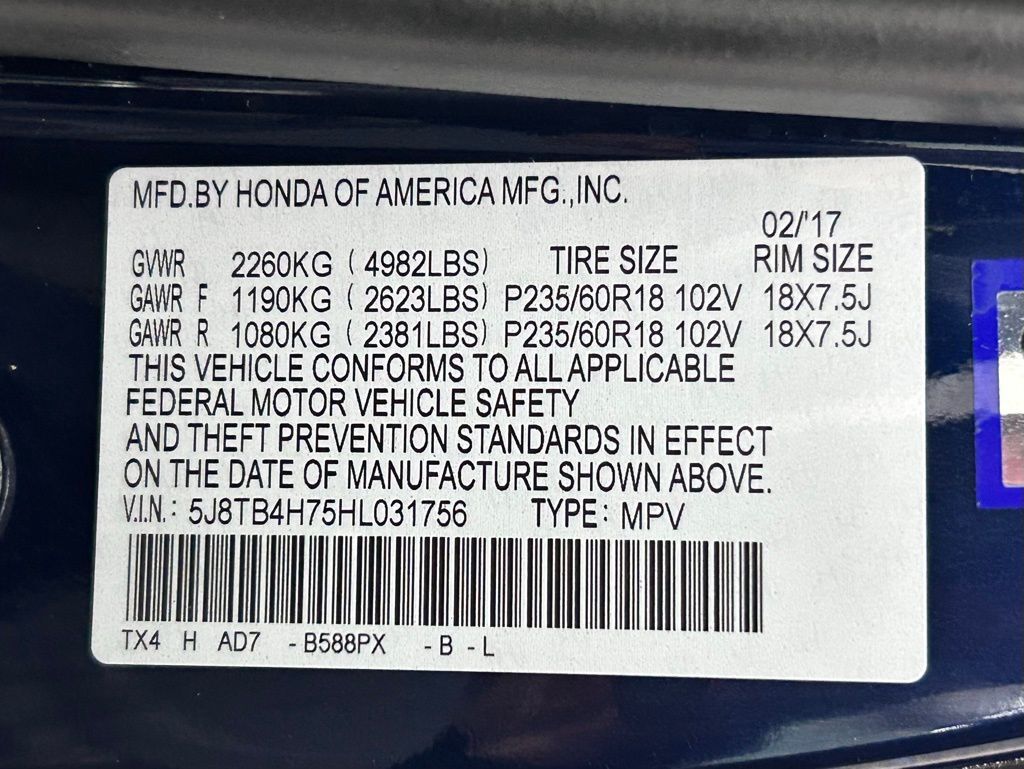 MFD.BY HONDA OF AMERICA MFG.,INC.
02/'17
GVWR 2260KG ( 4982LBS) TIRE SIZE RIM SIZE
GAWR F 1190KG ( 2623LBS) P235/60R18 102V 18X7.5J
GAWR R 1080KG ( 2381LBS) P235/60R18 102V 18X7.5J
THIS VEHICLE CONFORMS TO ALL APPLICABLE
FEDERAL MOTOR VEHICLE SAFETY
AND THEFT PREVENTION STANDARDS IN EFFECT
ON THE DATE OF MANUFACTURE SHOWN ABOVE.
V.I.N.: 5J8TB4H75HL031756 TYPE: MPV
TX4 H AD7 -B588PX -B -L